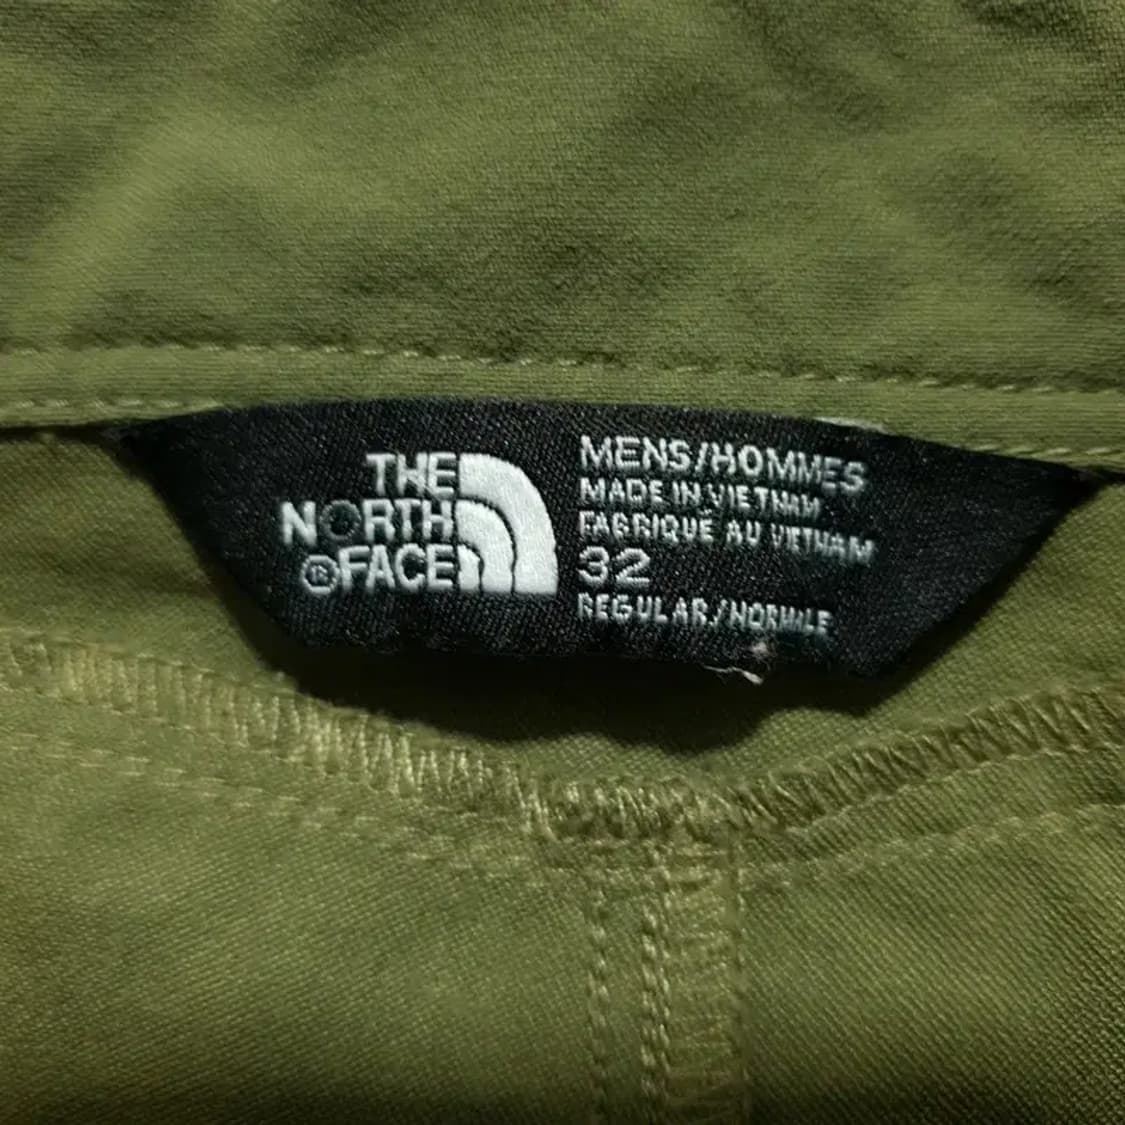 THE
NORTH
®FACE
MENS/HOMMES
MADE IN VIETNAM
FABRIQUÉ AU VIETNAM
32
REGULAR/NORMALE